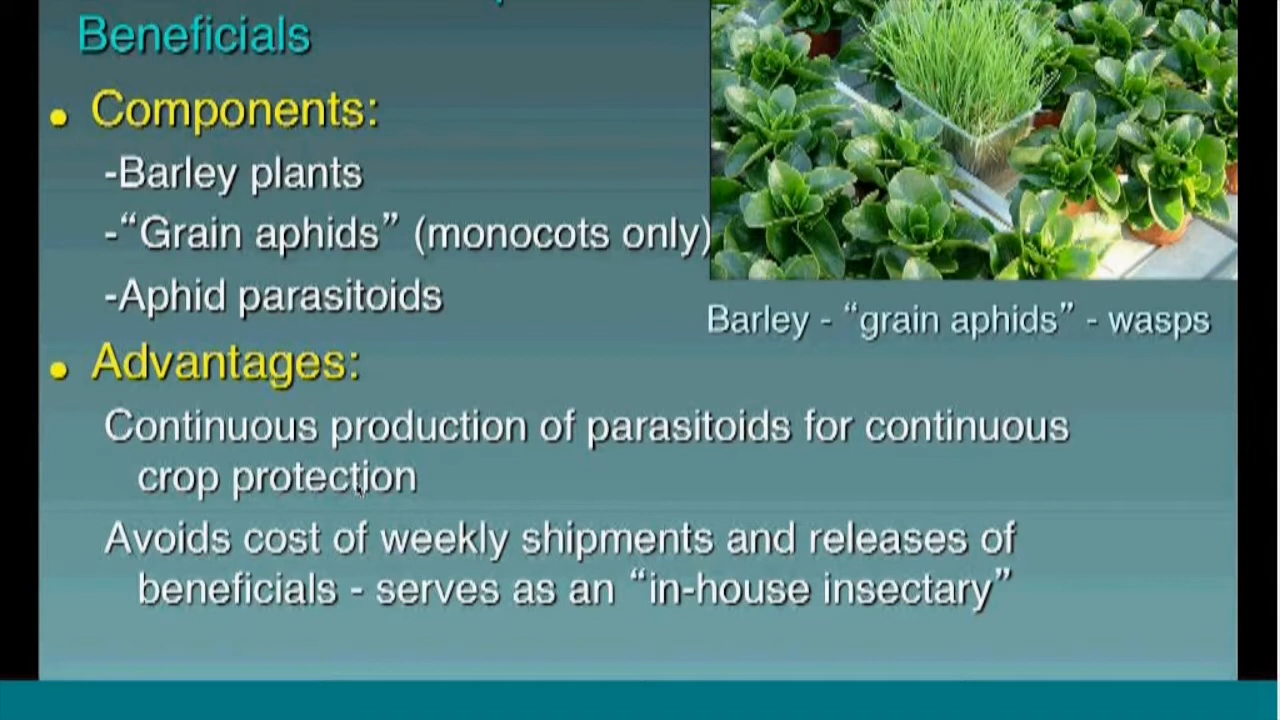 Beneficials
• Components:
-Barley plants
-“Grain aphids” (monocots only)
-Aphid parasitoids
Barley - “grain aphids” - wasps
• Advantages:
Continuous production of parasitoids for continuous
crop protection
Avoids cost of weekly shipments and releases of
beneficials - serves as an “in-house insectary”